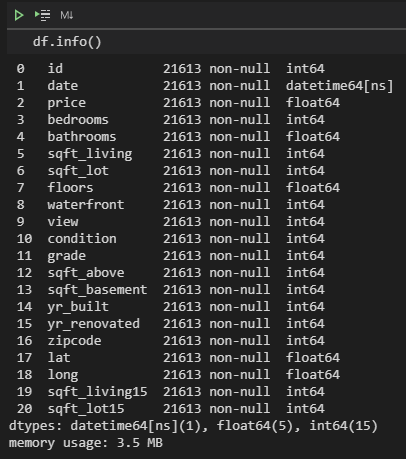 M↓
df.info()
0 id 21613 non-null int64
1 date 21613 non-null datetime64[ns]
2 price 21613 non-null float64
3 bedrooms 21613 non-null int64
4 bathrooms 21613 non-null float64
5 sqft_living 21613 non-null int64
6 sqft_lot 21613 non-null int64
7 floors 21613 non-null float64
8 waterfront 21613 non-null int64
9 view 21613 non-null int64
10 condition 21613 non-null int64
11 grade 21613 non-null int64
12 sqft_above 21613 non-null int64
13 sqft_basement 21613 non-null int64
14 yr_built 21613 non-null int64
15 yr_renovated 21613 non-null int64
16 zipcode 21613 non-null int64
17 lat 21613 non-null float64
18 long 21613 non-null float64
19 sqft_living15 21613 non-null int64
20 sqft_lot15 21613 non-null int64
dtypes: datetime64[ns](1), float64(5), int64(15)
memory usage: 3.5 MB